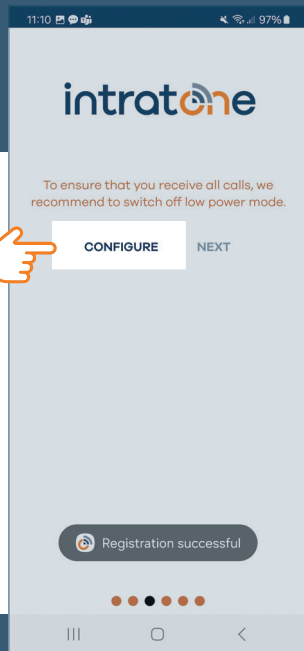 11:10 97%
intratone
To ensure that you receive all calls, we
recommend to switch off low power mode.
CONFIGURE NEXT
Registration successful